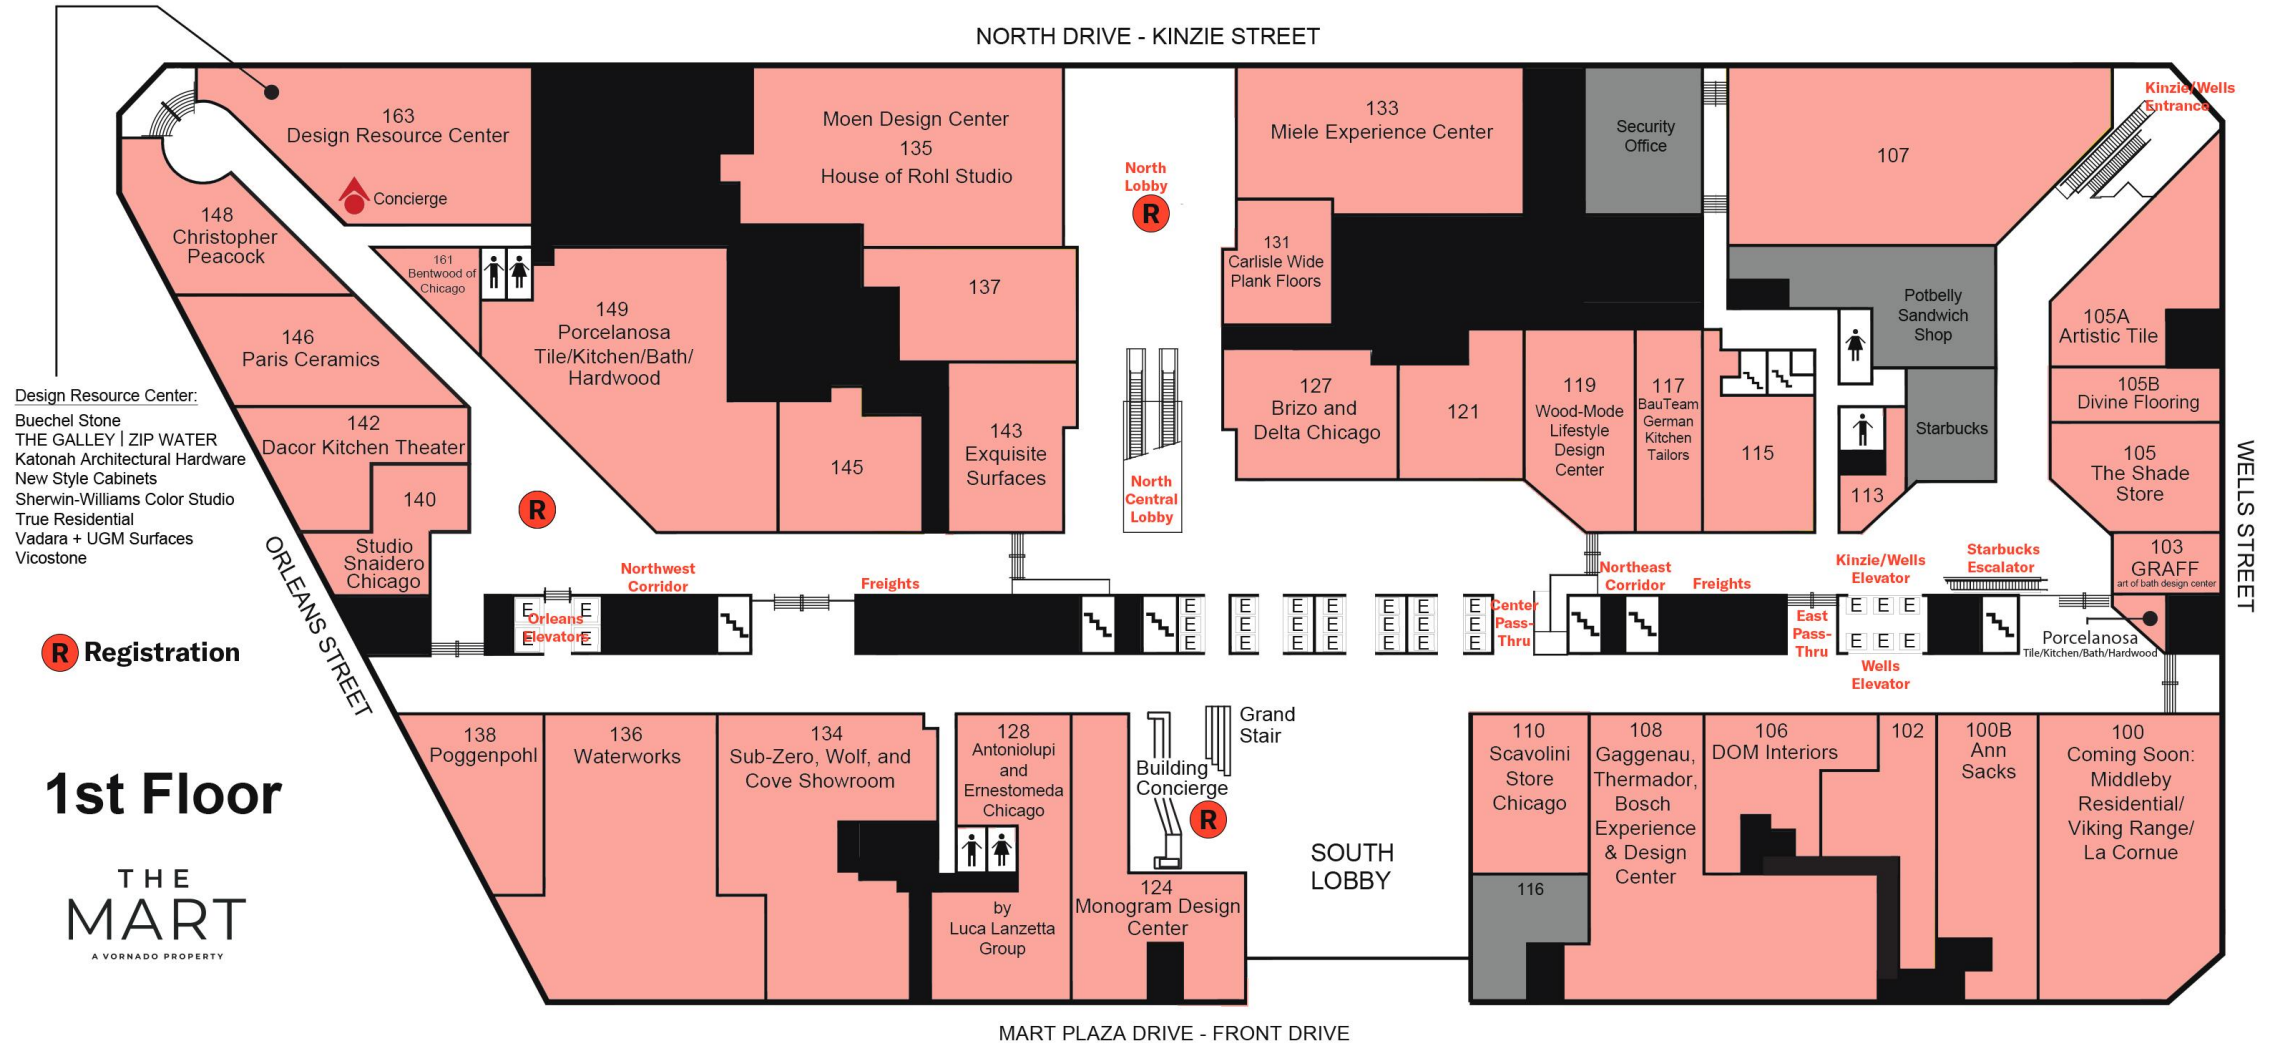 NORTH DRIVE - KINZIE STREET
163
Design Resource Center
Concierge
Moen Design Center
135
House of Rohl Studio
North
Lobby
R
133
Miele Experience Center
Security
Office
107
Kinzie/Wells
Entrance
148
Christopher
Peacock
161
Bentwood of
Chicago
149
Porcelanosa
Tile/Kitchen/Bath/
Hardwood
137
131
Carlisle Wide
Plank Floors
Potbelly
Sandwich
Shop
105A
Artistic Tile
146
Paris Ceramics
142
Dacor Kitchen Theater
140
Studio
Snaidero
Chicago
145
143
Exquisite
Surfaces
North
Central
Lobby
127
Brizo and
Delta Chicago
121
119
Wood-Mode
Lifestyle
Design
Center
117
BauTeam
German
Kitchen
Tailors
115
113
Starbucks
105B
Divine Flooring
105
The Shade
Store
103
GRAFF
art of bath design center
WELLS STREET
Design Resource Center:
Buechel Stone
THE GALLEY | ZIP WATER
Katonah Architectural Hardware
New Style Cabinets
Sherwin-Williams Color Studio
True Residential
Vadara + UGM Surfaces
Vicostone
R
ORLEANS STREET
Northwest
Corridor
Freights
Northeast
Corridor
Freights
Kinzie/Wells
Elevator
Starbucks
Escalator
E E
Orleans
Elevators
E E
E E E E E E E
E E E E E E E
E E E E E E E
Center
Pass-
Thru
East
Pass-
Thru
E E E
E E E
Wells
Elevator
Porcelanosa
Tile/Kitchen/Bath/Hardwood
R Registration
138
Poggenpohl
136
Waterworks
134
Sub-Zero, Wolf, and
Cove Showroom
128
Antoniolupi
and
Ernestomeda
Chicago
by
Luca Lanzetta
Group
Grand
Stair
Building
Concierge
R
124
Monogram Design
Center
SOUTH
LOBBY
110
Scavolini
Store
Chicago
116
108
Gaggenau,
Thermador,
Bosch
Experience
& Design
Center
106
DOM Interiors
102
100B
Ann
Sacks
100
Coming Soon:
Middleby
Residential/
Viking Range/
La Cornue
1st Floor
THE
MART
A VORNADO PROPERTY
MART PLAZA DRIVE - FRONT DRIVE